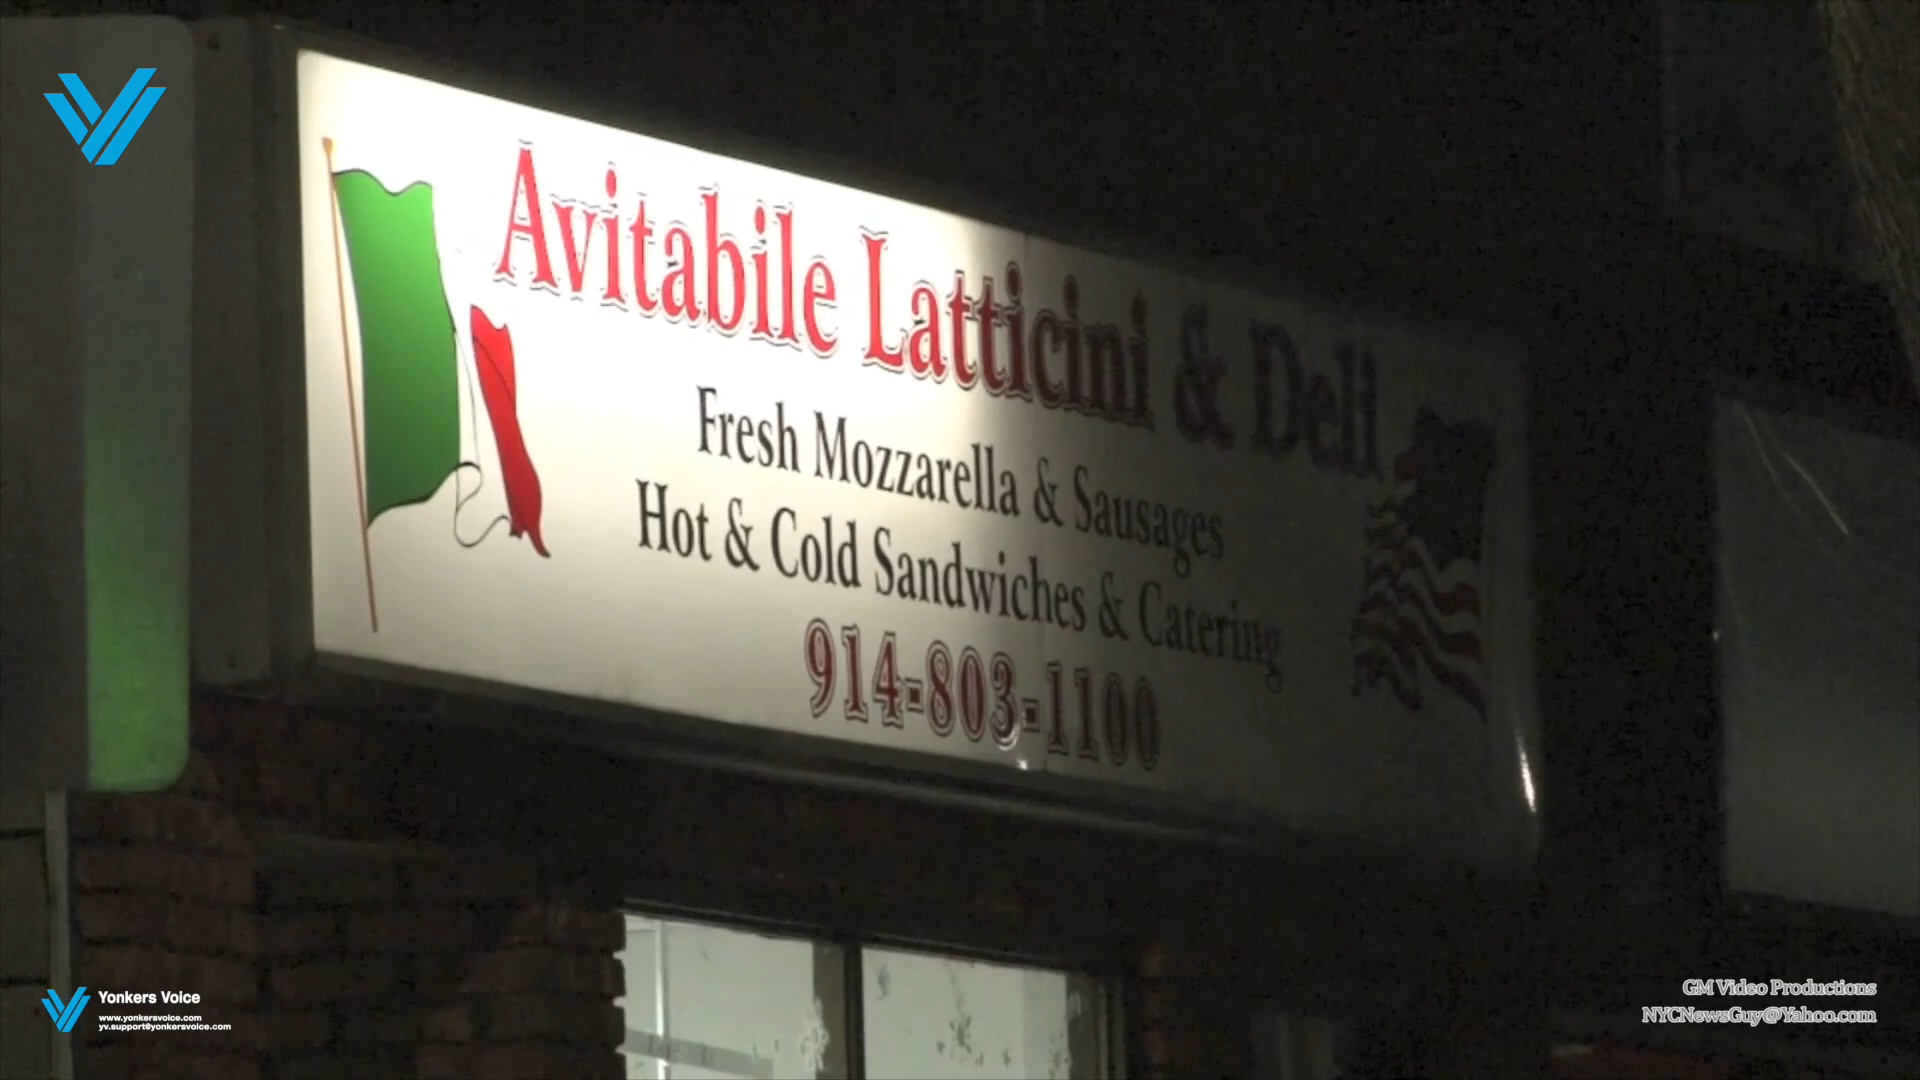 Avitabile Latticini & Deli
Fresh Mozzarella & Sausages
Hot & Cold Sandwiches & Catering
914-803-1100
Yonkers Voice
www.yonkersvoice.com
yv.support@yonkersvoice.com
GM Video Productions
NYCNewsGuy@Yahoo.com